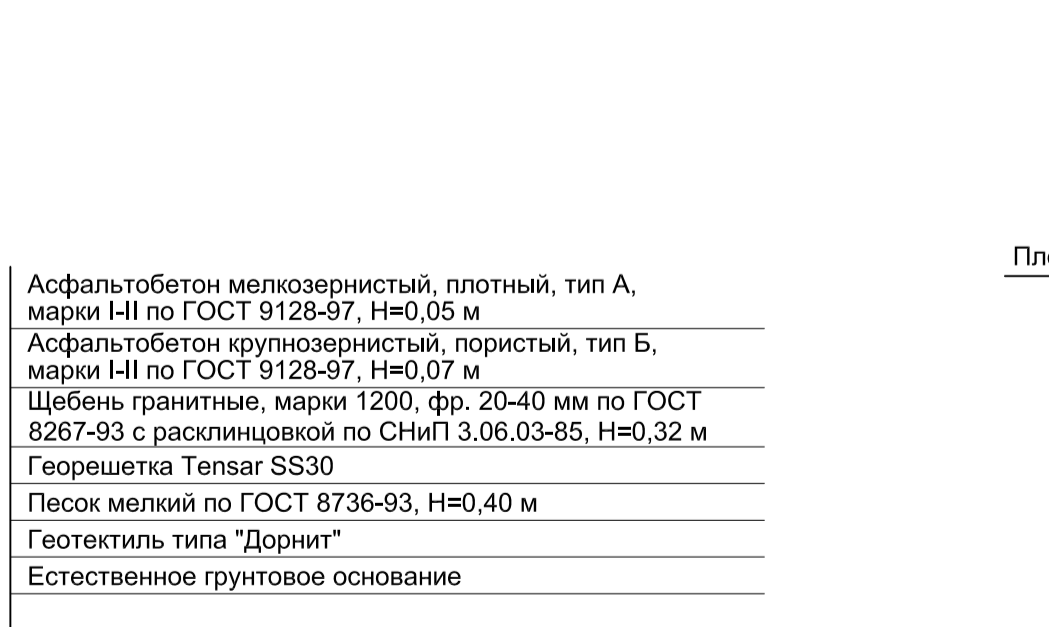 Асфальтобетон мелкозернистый, плотный, тип А,
марки I-II по ГОСТ 9128-97, Н=0,05 м
Асфальтобетон крупнозернистый, пористый, тип Б,
марки I-II по ГОСТ 9128-97, Н=0,07 м
Щебень гранитные, марки 1200, фр. 20-40 мм по ГОСТ
8267-93 с расклинцовкой по СНиП 3.06.03-85, Н=0,32 м
Георешетка Tensar SS30
Песок мелкий по ГОСТ 8736-93, Н=0,40 м
Геотектиль типа "Дорнит"
Естественное грунтовое основание